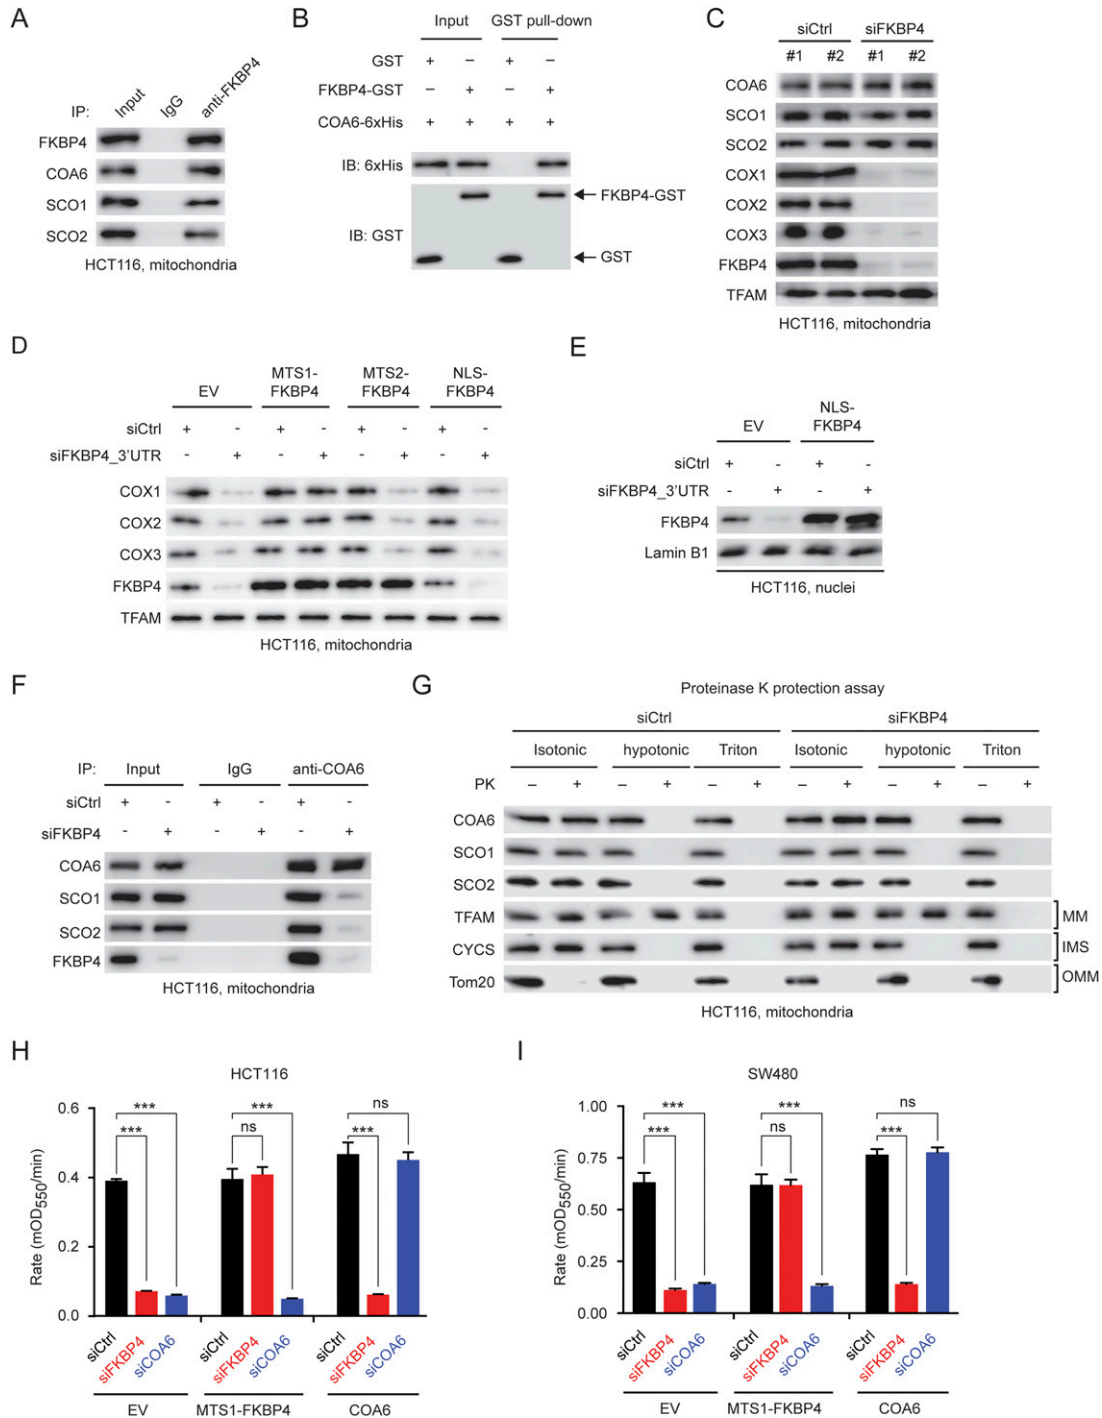 A
IP: Input IgG anti-FKBP4
FKBP4
COA6
SCO1
SCO2
HCT116, mitochondria
B
Input GST pull-down
GST + – + –
FKBP4-GST – + – +
COA6-6xHis + + + +
IB: 6xHis
FKBP4-GST
IB: GST
GST
C
siCtrl siFKBP4
#1 #2 #1 #2
COA6
SCO1
SCO2
COX1
COX2
COX3
FKBP4
TFAM
HCT116, mitochondria
D
EV MTS1-FKBP4 MTS2-FKBP4 NLS-FKBP4
siCtrl + - + - + - + -
siFKBP4_3'UTR - + - + - + - +
COX1
COX2
COX3
FKBP4
TFAM
HCT116, mitochondria
E
EV NLS-FKBP4
siCtrl + - + -
siFKBP4_3'UTR - + - +
FKBP4
Lamin B1
HCT116, nuclei
F
IP: Input IgG anti-COA6
siCtrl + - + - + -
siFKBP4 - + - + - +
COA6
SCO1
SCO2
FKBP4
HCT116, mitochondria
G
Proteinase K protection assay
siCtrl siFKBP4
Isotonic hypotonic Triton Isotonic hypotonic Triton
PK – + – + – + – + – + – +
COA6
SCO1
SCO2
TFAM MM
CYCS IMS
Tom20 OMM
HCT116, mitochondria
H
HCT116
Rate (mOD550/min)
0.6
0.4
0.2
0.0
*** *** *** ns ns ***
siCtrl siFKBP4 siCOA6 siCtrl siFKBP4 siCOA6 siCtrl siFKBP4 siCOA6
EV MTS1-FKBP4 COA6
I
SW480
Rate (mOD550/min)
1.00
0.75
0.50
0.25
0.00
*** *** *** ns ns ***
siCtrl siFKBP4 siCOA6 siCtrl siFKBP4 siCOA6 siCtrl siFKBP4 siCOA6
EV MTS1-FKBP4 COA6